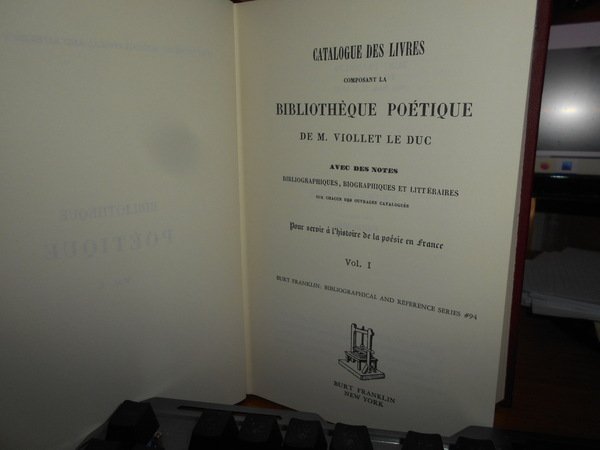 CATALOGUE DES LIVRES
COMPOSANT LA
BIBLIOTHÈQUE POÉTIQUE
DE M. VIOLLET LE DUC
AVEC DES NOTES
BIBLIOGRAPHIQUES, BIOGRAPHIQUES ET LITTÉRAIRES
SUR CHACUN DES OUVRAGES CATALOGUÉS
Pour servir à l'histoire de la poésie en France
Vol. I
BURT FRANKLIN: BIBLIOGRAPHICAL AND REFERENCE SERIES #94
BURT FRANKLIN
NEW YORK